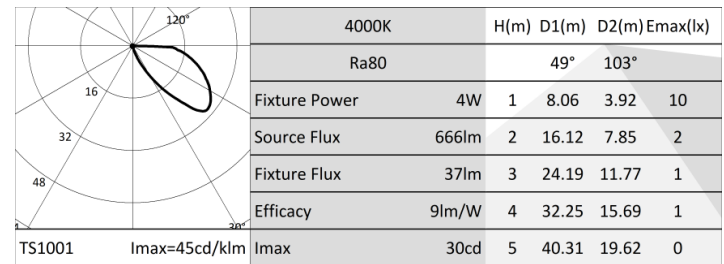 120°
16
32
48
30°
TS1001 Imax=45cd/klm
4000K
Ra80
Fixture Power 4W
Source Flux 666lm
Fixture Flux 37lm
Efficacy 9lm/W
Imax 30cd
H(m) D1(m) D2(m) Emax(lx)
49° 103°
1 8.06 3.92 10
2 16.12 7.85 2
3 24.19 11.77 1
4 32.25 15.69 1
5 40.31 19.62 0